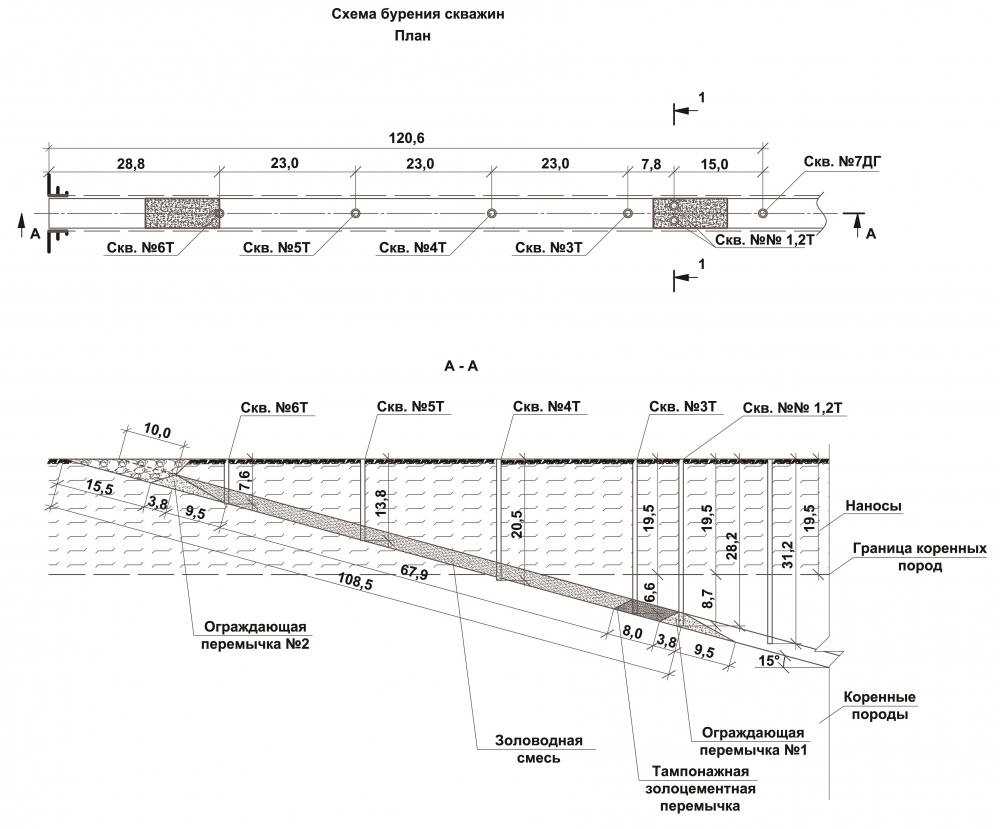 Схема бурения скважин
План
1
120,6
28,8
23,0
23,0
23,0
7,8
15,0
Скв. №7ДГ
А
А
Скв. №6Т
Скв. №5Т
Скв. №4Т
Скв. №3Т
Скв. №№ 1,2Т
1
А - А
Скв. №6Т
Скв. №5Т
Скв. №4Т
Скв. №3Т
Скв. №№ 1,2Т
10,0
15,5
3,8
9,5
7,6
13,8
20,5
19,5
19,5
28,2
31,2
19,5
Наносы
Граница коренных
пород
67,9
108,5
6,6
8,7
Ограждающая
перемычка №2
8,0
3,8
9,5
15°
Коренные
породы
Золоводная
смесь
Ограждающая
перемычка №1
Тампонажная
золоцементная
перемычка